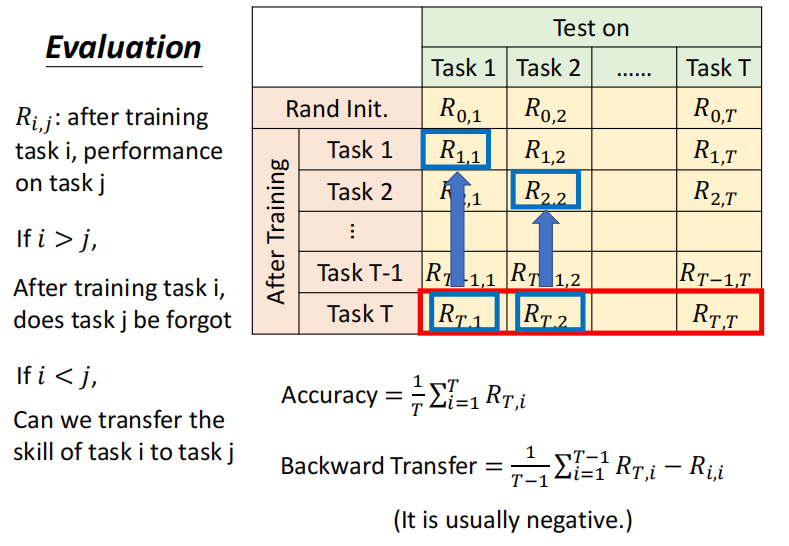 Evaluation
R_{i,j}: after training
task i, performance
on task j
If i > j,
After training task i,
does task j be forgot
If i < j,
Can we transfer the
skill of task i to task j
Test on
Task 1 Task 2 ...... Task T
Rand Init. R_{0,1} R_{0,2} R_{0,T}
After Training
Task 1 R_{1,1} R_{1,2} R_{1,T}
Task 2 R_{2,1} R_{2,2} R_{2,T}
⋮
Task T-1 R_{T-1,1} R_{T-1,2} R_{T-1,T}
Task T R_{T,1} R_{T,2} R_{T,T}
Accuracy = \frac{1}{T} \sum_{i=1}^{T} R_{T,i}
Backward Transfer = \frac{1}{T-1} \sum_{i=1}^{T-1} R_{T,i} - R_{i,i}
(It is usually negative.)